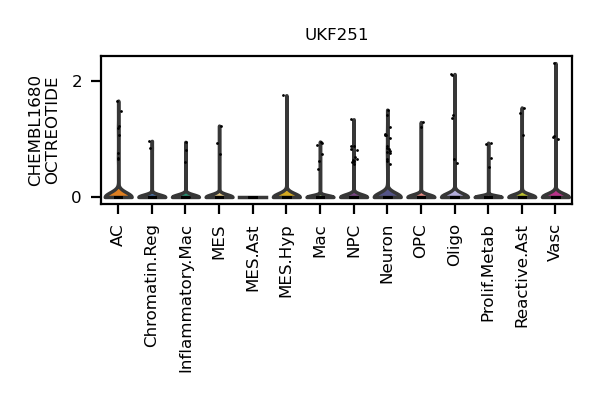 UKF251
CHEMBL1680
OCTREOTIDE
2
0
AC
Chromatin.Reg
Inflammatory.Mac
MES
MES.Ast
MES.Hyp
Mac
NPC
Neuron
OPC
Oligo
Prolif.Metab
Reactive.Ast
Vasc